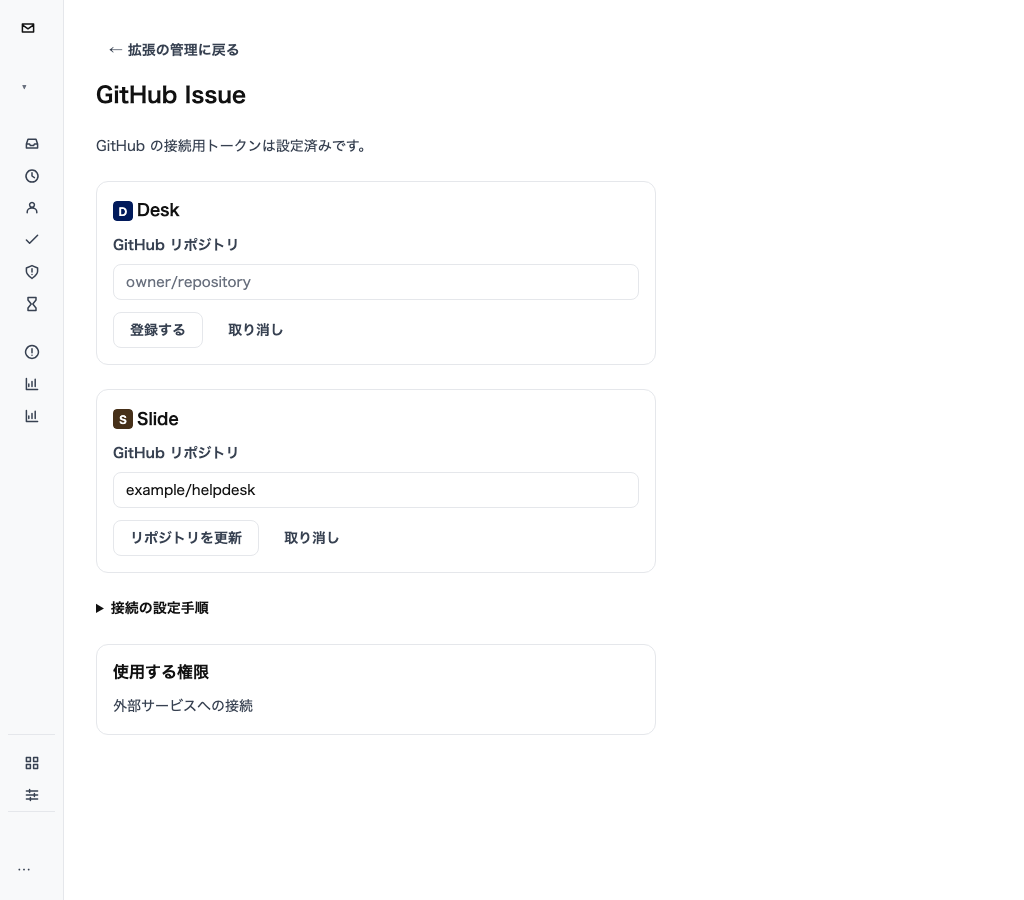 ← 拡張の管理に戻る
GitHub Issue
GitHub の接続用トークンは設定済みです。
D Desk
GitHub リポジトリ
owner/repository
登録する 取り消し
S Slide
GitHub リポジトリ
example/helpdesk
リポジトリを更新 取り消し
▶ 接続の設定手順
使用する権限
外部サービスへの接続